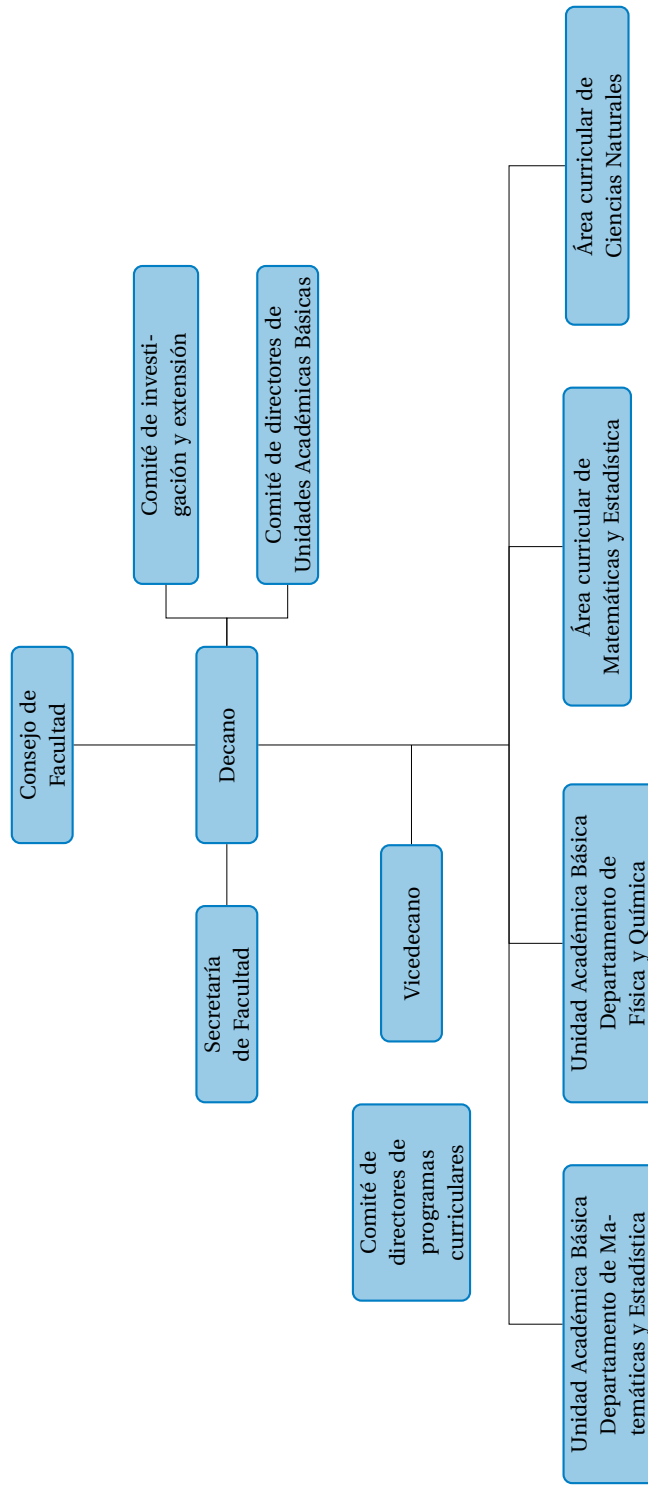 Consejo de
Facultad
Comité de investi-
gación y extensión
Secretaría
de Facultad
Decano
Comité de directores de
Unidades Académicas Básicas
Comité de
directores de
programas
curriculares
Vicedecano
Unidad Académica Básica
Departamento de Ma-
temáticas y Estadística
Unidad Académica Básica
Departamento de
Física y Química
Área curricular de
Matemáticas y Estadística
Área curricular de
Ciencias Naturales